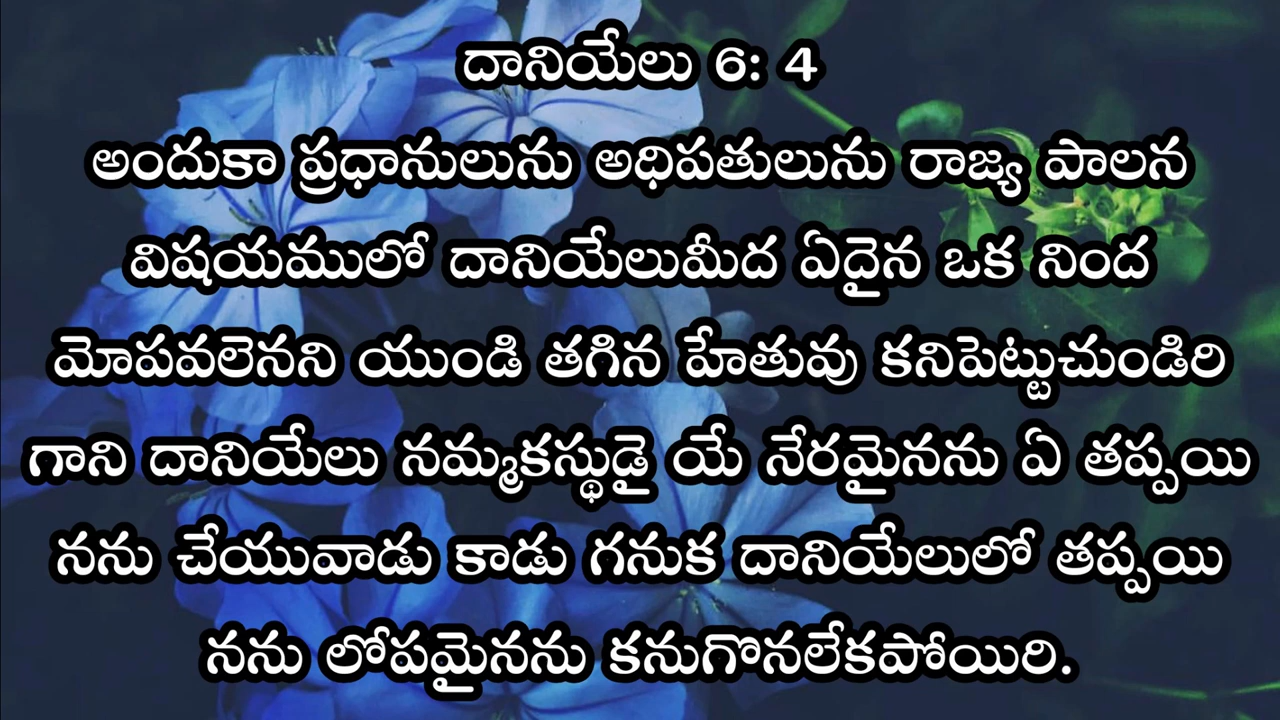 దానియేలు 6: 4
అందుకా ప్రధానులును అధిపతులును రాజ్య పాలన
విషయములో దానియేలుమీద ఏదైన ఒక నింద
మోపవలెనని యుండి తగిన హేతువు కనిపెట్టుచుండిరి
గాని దానియేలు నమ్మకస్థుడై యే నేరమైనను ఏ తప్పయి
నను చేయువాడు కాడు గనుక దానియేలులో తప్పయి
నను లోపమైనను కనుగొనలేకపోయిరి.